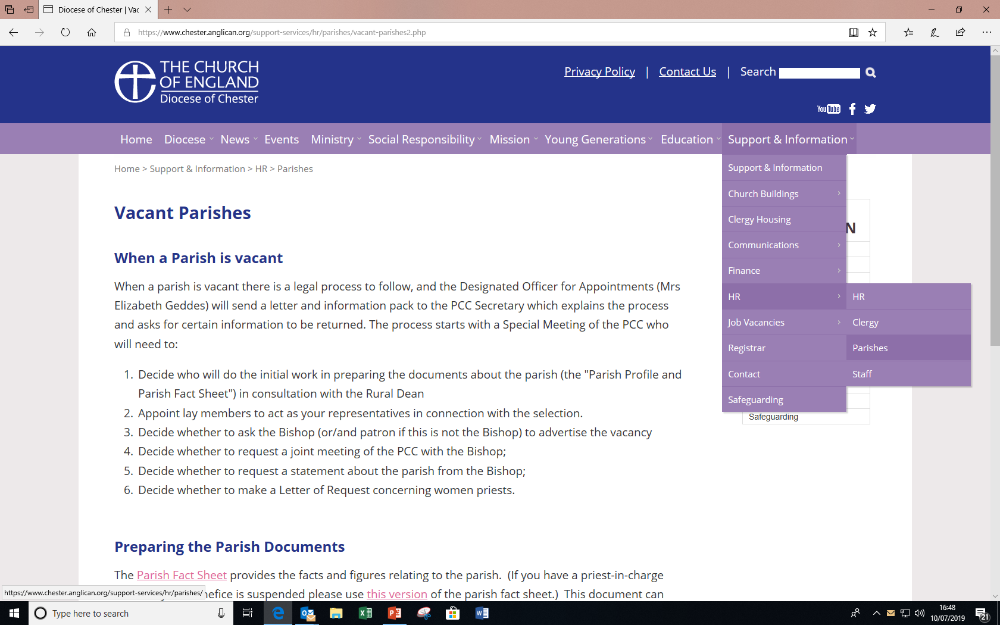 Diocese of Chester | Vac
https://www.chester.anglican.org/support-services/hr/parishes/vacant-parishes2.php
THE CHURCH
OF ENGLAND
Diocese of Chester
Privacy Policy | Contact Us | Search
You Tube
Home Diocese News Events Ministry Social Responsibility Mission Young Generations Education Support & Information
Home > Support & Information > HR > Parishes
Vacant Parishes
When a Parish is vacant
When a parish is vacant there is a legal process to follow, and the Designated Officer for Appointments (Mrs
Elizabeth Geddes) will send a letter and information pack to the PCC Secretary which explains the process
and asks for certain information to be returned. The process starts with a Special Meeting of the PCC who
will need to:
1. Decide who will do the initial work in preparing the documents about the parish (the "Parish Profile and
Parish Fact Sheet") in consultation with the Rural Dean
2. Appoint lay members to act as your representatives in connection with the selection.
3. Decide whether to ask the Bishop (or/and patron if this is not the Bishop) to advertise the vacancy
4. Decide whether to request a joint meeting of the PCC with the Bishop;
5. Decide whether to request a statement about the parish from the Bishop;
6. Decide whether to make a Letter of Request concerning women priests.
Preparing the Parish Documents
The Parish Fact Sheet provides the facts and figures relating to the parish. (If you have a priest-in-charge
nefice is suspended please use this version of the parish fact sheet.) This document can
Support & Information
Church Buildings
Clergy Housing
Communications
Finance
HR
Job Vacancies
Registrar
Contact
Safeguarding
HR
Clergy
Parishes
Staff
N
Safeguarding
https://www.chester.anglican.org/support-services/hr/parishes/
Type here to search
16:48
10/07/2019
21